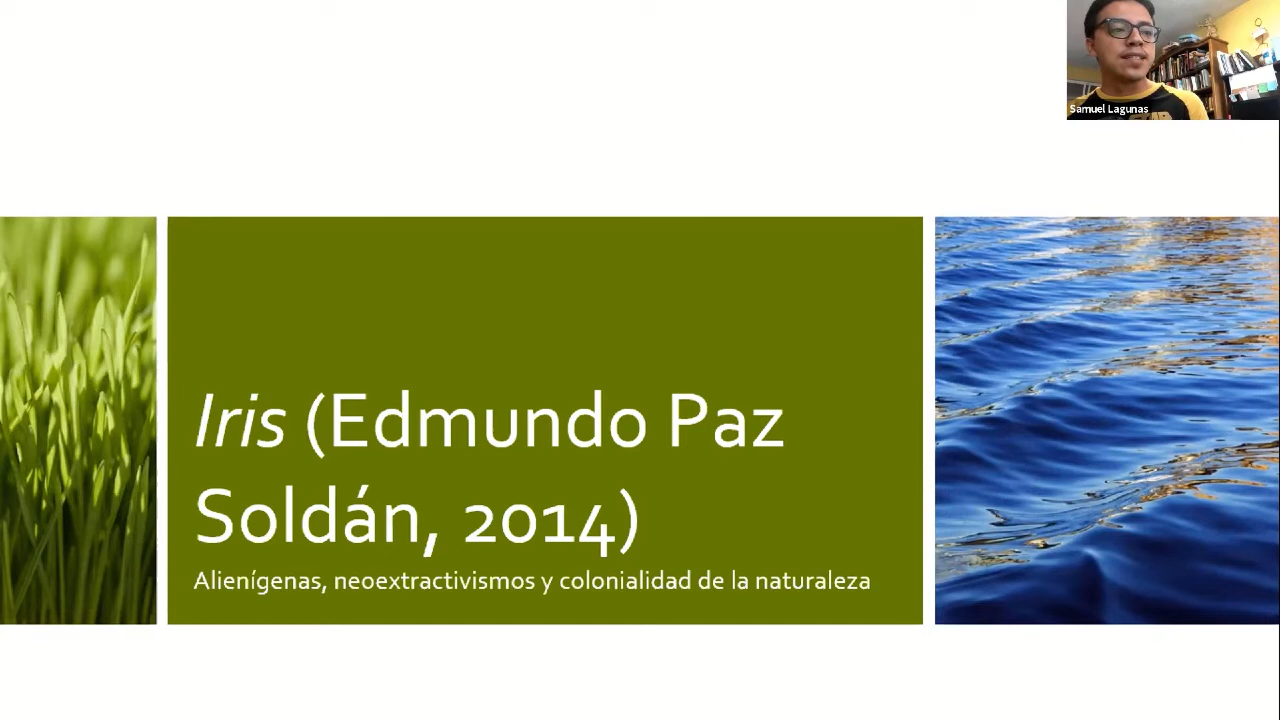 Samuel Lagunas
Iris (Edmundo Paz
Soldán, 2014)
Alienígenas, neoextractivismos y colonialidad de la naturaleza